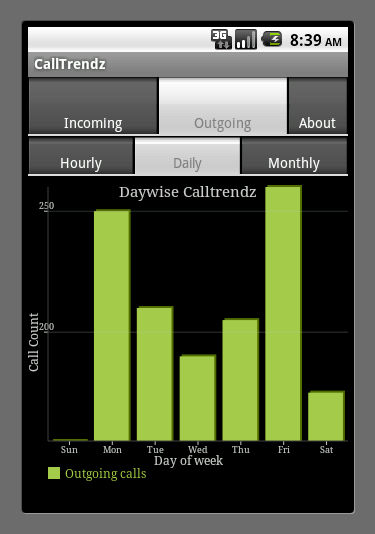 3G 8:39 AM
CallTrendz
Incoming Outgoing About
Hourly Daily Monthly
Daywise Calltrendz
250
200
Call Count
Sun Mon Tue Wed Thu Fri Sat
Day of week
Outgoing calls